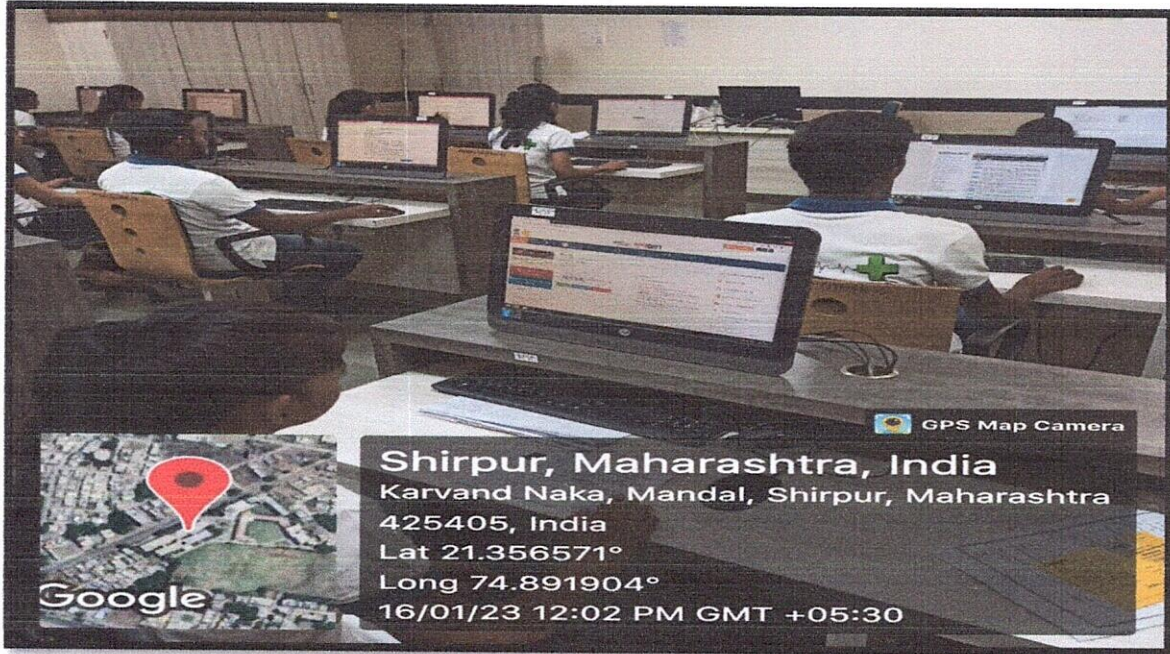 GPS Map Camera
Shirpur, Maharashtra, India
Karvand Naka, Mandal, Shirpur, Maharashtra
425405, India
Lat 21.356571°
Long 74.891904°
16/01/23 12:02 PM GMT +05:30
Google